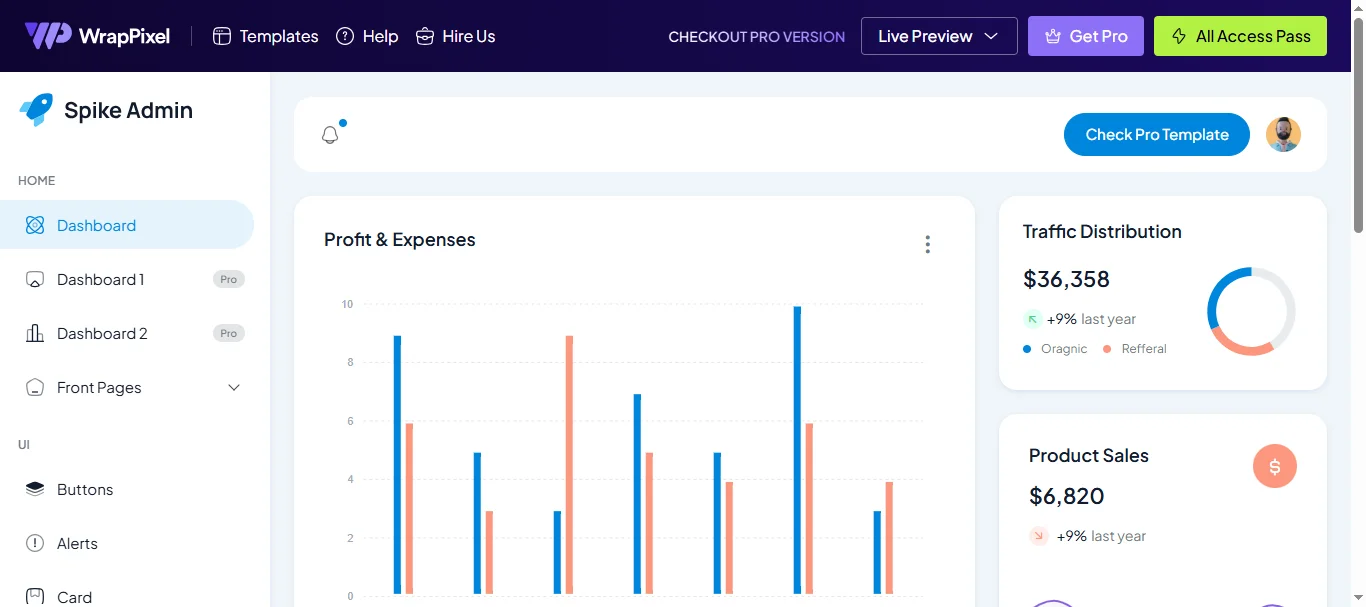 WrapPixel
Templates
Help
Hire Us
CHECKOUT PRO VERSION
Live Preview
Get Pro
All Access Pass
Spike Admin
HOME
Dashboard
Dashboard 1 Pro
Dashboard 2 Pro
Front Pages
UI
Buttons
Alerts
Card
Check Pro Template
Profit & Expenses
10
8
6
4
2
0
Traffic Distribution
$36,358
+9% last year
Oragnic Refferal
Product Sales
$
$6,820
+9% last year